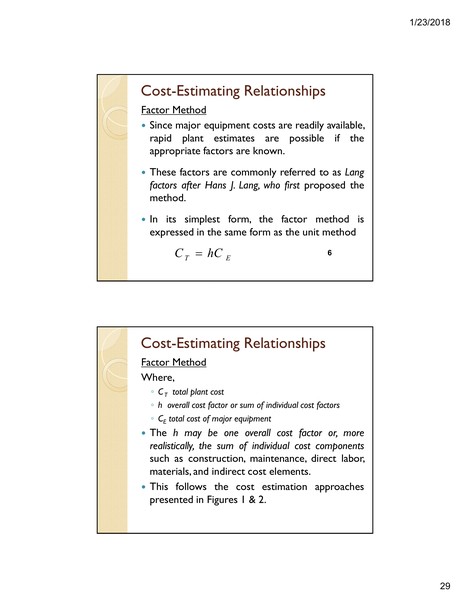 1/23/2018
Cost-Estimating Relationships
Factor Method
• Since major equipment costs are readily available,
rapid plant estimates are possible if the
appropriate factors are known.
• These factors are commonly referred to as Lang
factors after Hans J. Lang, who first proposed the
method.
• In its simplest form, the factor method is
expressed in the same form as the unit method
C_T = hC_E 6
Cost-Estimating Relationships
Factor Method
Where,
◦ C_T total plant cost
◦ h overall cost factor or sum of individual cost factors
◦ C_E total cost of major equipment
• The h may be one overall cost factor or, more
realistically, the sum of individual cost components
such as construction, maintenance, direct labor,
materials, and indirect cost elements.
• This follows the cost estimation approaches
presented in Figures 1 & 2.
29